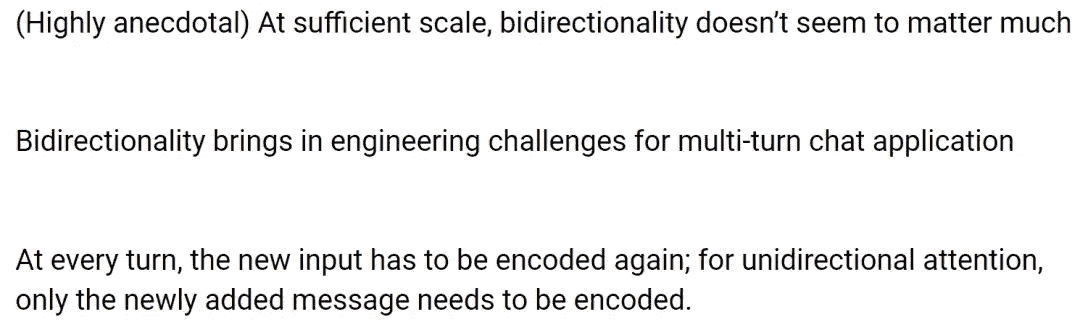 (Highly anecdotal) At sufficient scale, bidirectionality doesn’t seem to matter much
Bidirectionality brings in engineering challenges for multi-turn chat application
At every turn, the new input has to be encoded again; for unidirectional attention,
only the newly added message needs to be encoded.